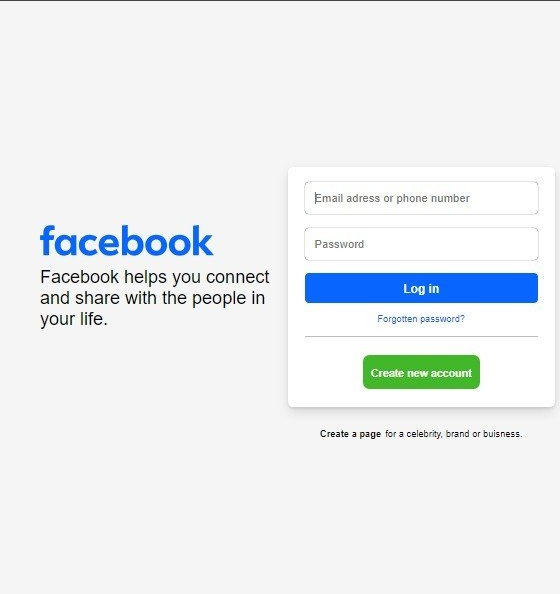 facebook
Facebook helps you connect
and share with the people in
your life.
Email adress or phone number
Password
Log in
Forgotten password?
Create new account
Create a page for a celebrity, brand or buisness.